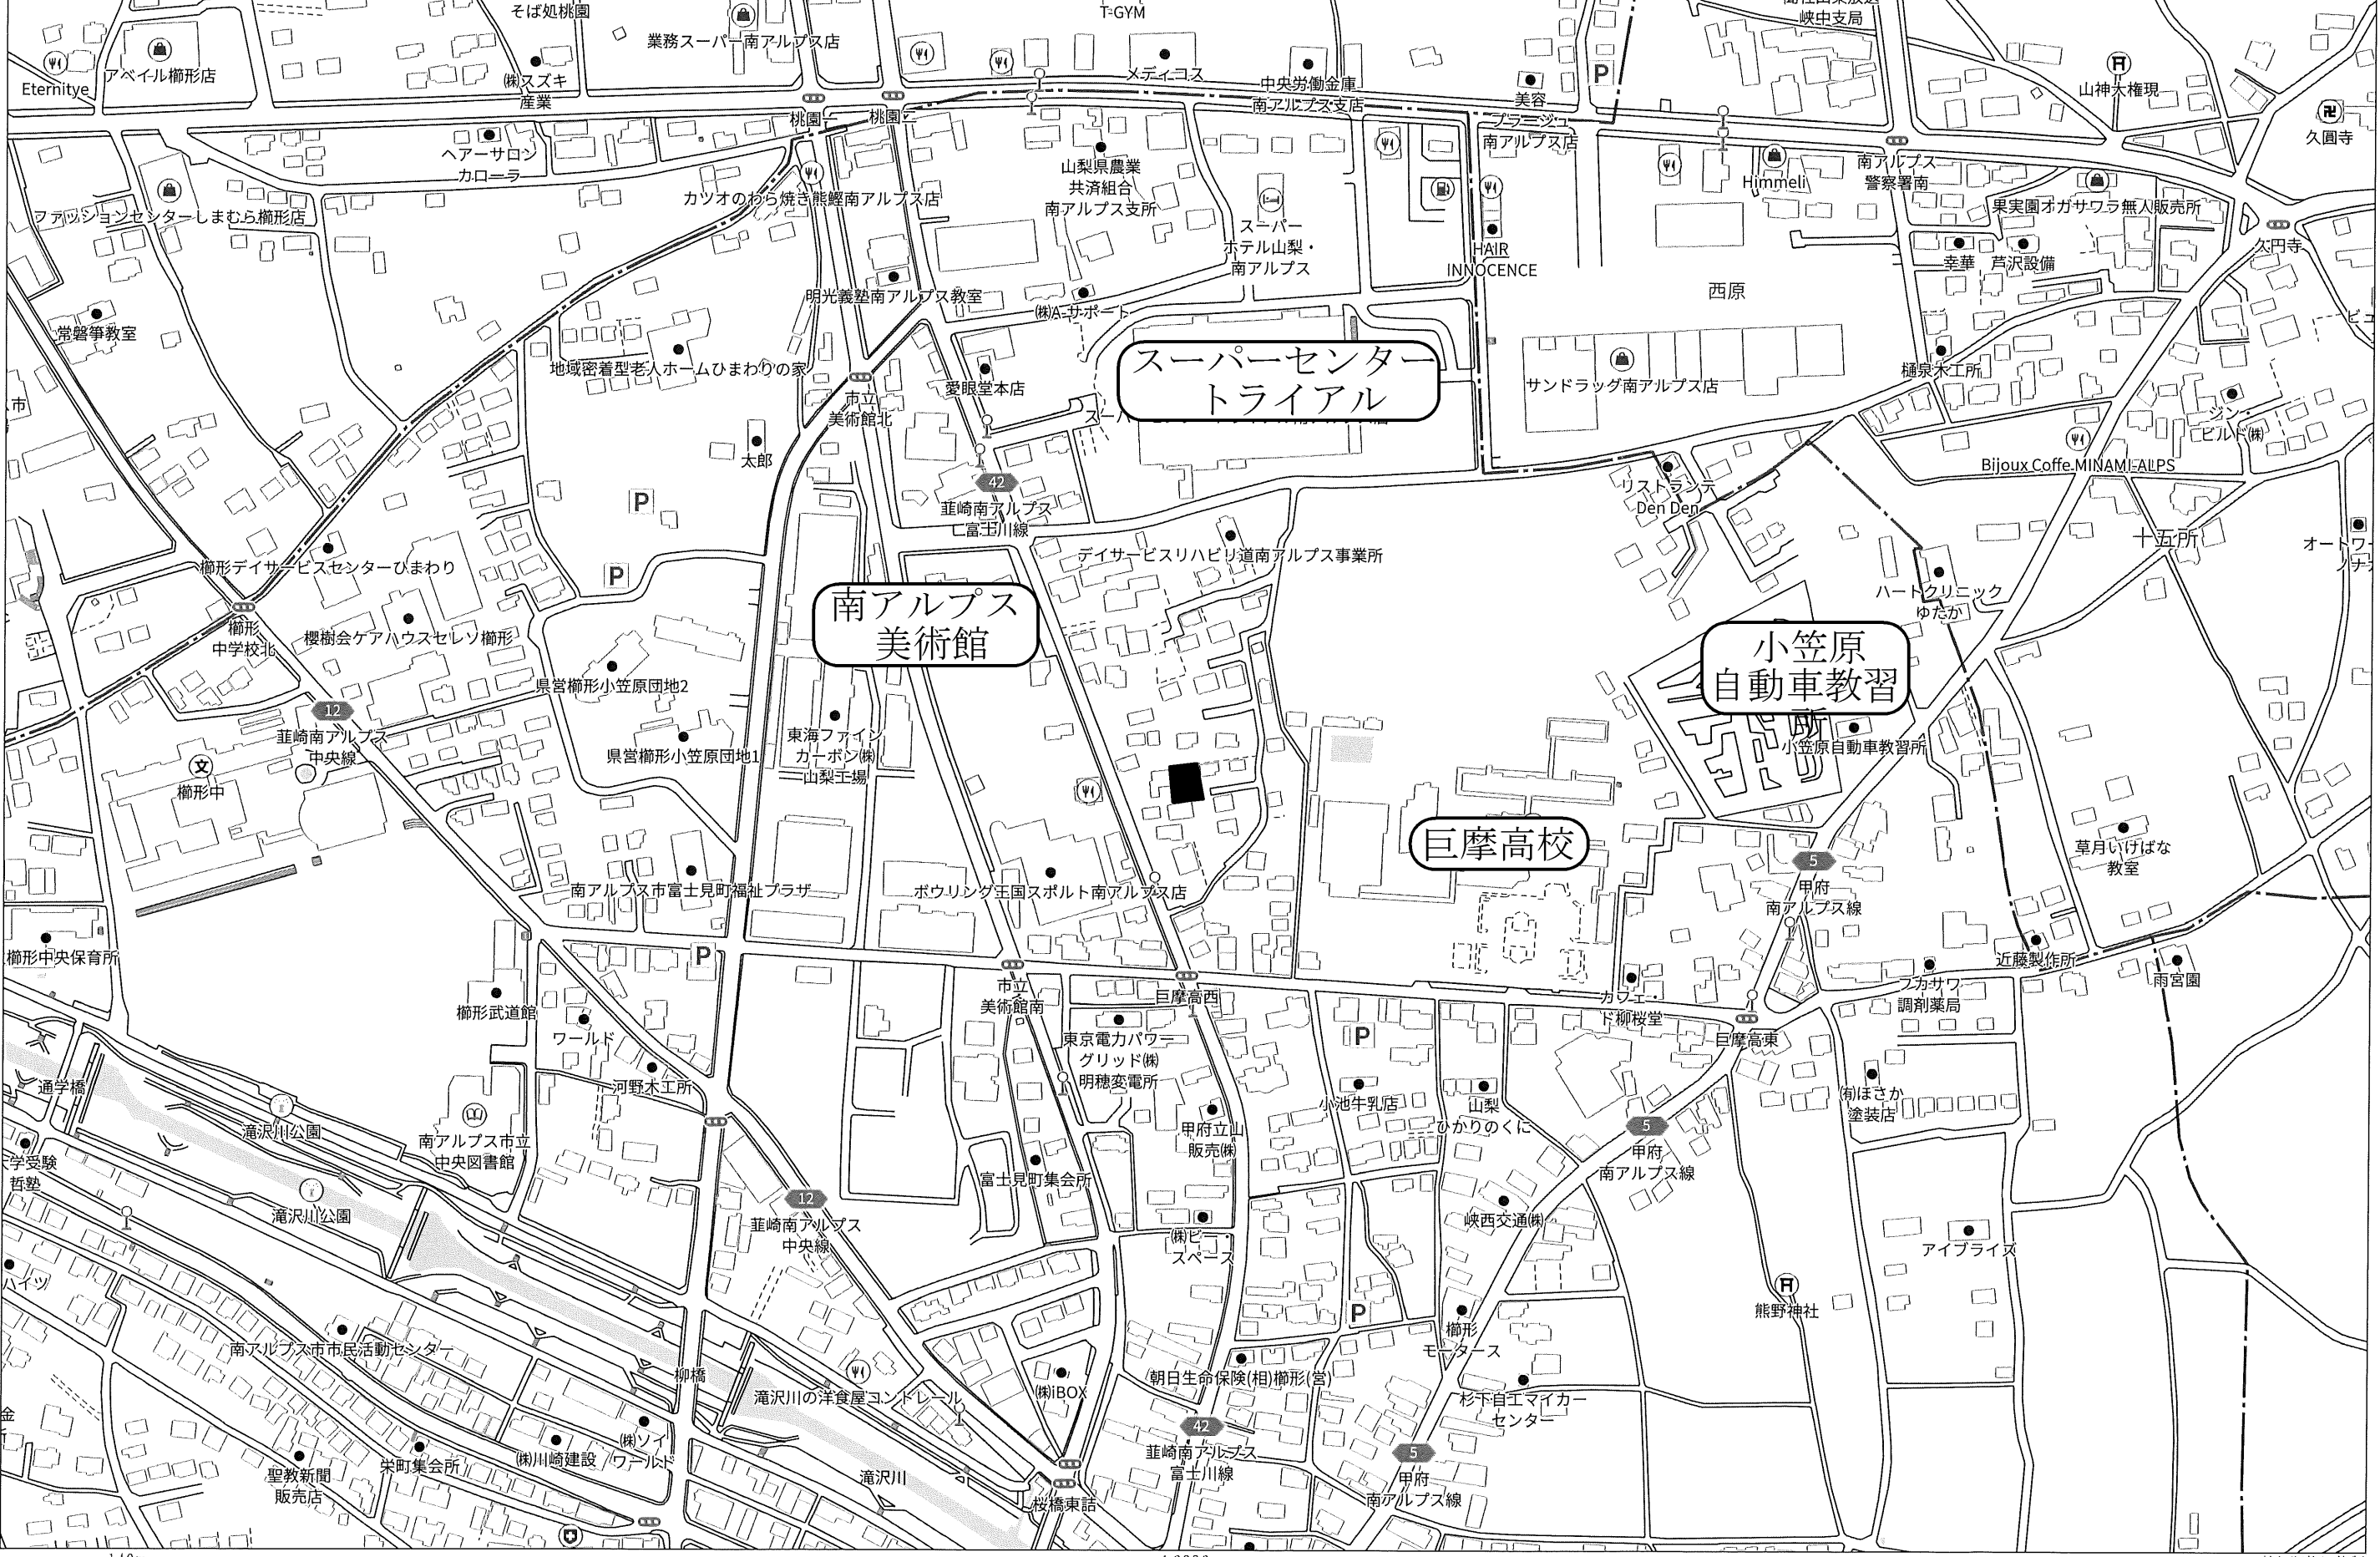 そば処桃園
T-GYM
峡中支局
業務スーパー南アルプス店
アベイル櫛形店
Eternitye
㈱スズキ
産業
メディコス
中央労働金庫
南アルプス支店
美容
プラージュ
南アルプス店
P
山神大権現
久圓寺
桃園
桃園
ヘアーサロン
カローラ
カツオのわら焼き熊鰹南アルプス店
山梨県農業
共済組合
南アルプス支所
Himmeli
南アルプス
警察署南
果実園オガサワラ無人販売所
ファッションセンターしまむら櫛形店
スーパー
ホテル山梨・
南アルプス
HAIR
INNOCENCE
久円寺
幸華
芦沢設備
西原
明光義塾南アルプス教室
㈱Aサポート
常磐箏教室
地域密着型老人ホームひまわりの家
愛眼堂本店
スーパーセンター
トライアル
サンドラッグ南アルプス店
樋泉木工所
市立
美術館北
ジン・
ビルド㈱
太郎
Bijoux Coffe MINAMI-ALPS
リストランテ
Den Den
42
韮崎南アルプス
富士川線
P
十五所
デイサービスリハビリ道南アルプス事業所
櫛形デイサービスセンターひまわり
P
ハートクリニック
ゆたか
南アルプス
美術館
櫛形
中学校北
櫻樹会ケアハウスセレソ櫛形
小笠原
自動車教習
所
県営櫛形小笠原団地2
12
韮崎南アルプス
中央線
県営櫛形小笠原団地1
東海ファイン
カーボン㈱
山梨工場
小笠原自動車教習所
櫛形中
巨摩高校
5
甲府
南アルプス線
草月いけばな
教室
南アルプス市富士見町福祉プラザ
ボウリング王国スポルト南アルプス店
櫛形中央保育所
P
近藤製作所
雨宮園
櫛形武道館
市立
美術館南
巨摩高西
カフェ・
ド柳桜堂
フカサワ
調剤薬局
ワールド
東京電力パワー
グリッド㈱
明穂変電所
P
巨摩高東
通学橋
河野木工所
小池牛乳店
山梨
ひかりのくに
㈲ほさか
塗装店
滝沢川公園
南アルプス市立
中央図書館
甲府立山
販売㈱
5
甲府
南アルプス線
大学受験
哲塾
富士見町集会所
滝沢川公園
12
韮崎南アルプス
中央線
㈱ビー・
スペース
峡西交通㈱
アイブライズ
ハイツ
P
熊野神社
南アルプス市市民活動センター
櫛形
モータース
柳橋
滝沢川の洋食屋コントレール
㈱iBOX
朝日生命保険(相)櫛形(営)
杉下自工マイカー
センター
㈱ソイ
ワールド
42
韮崎南アルプス
富士川線
5
甲府
南アルプス線
聖教新聞
販売店
栄町集会所
㈱川崎建設
滝沢川
桜橋東詰